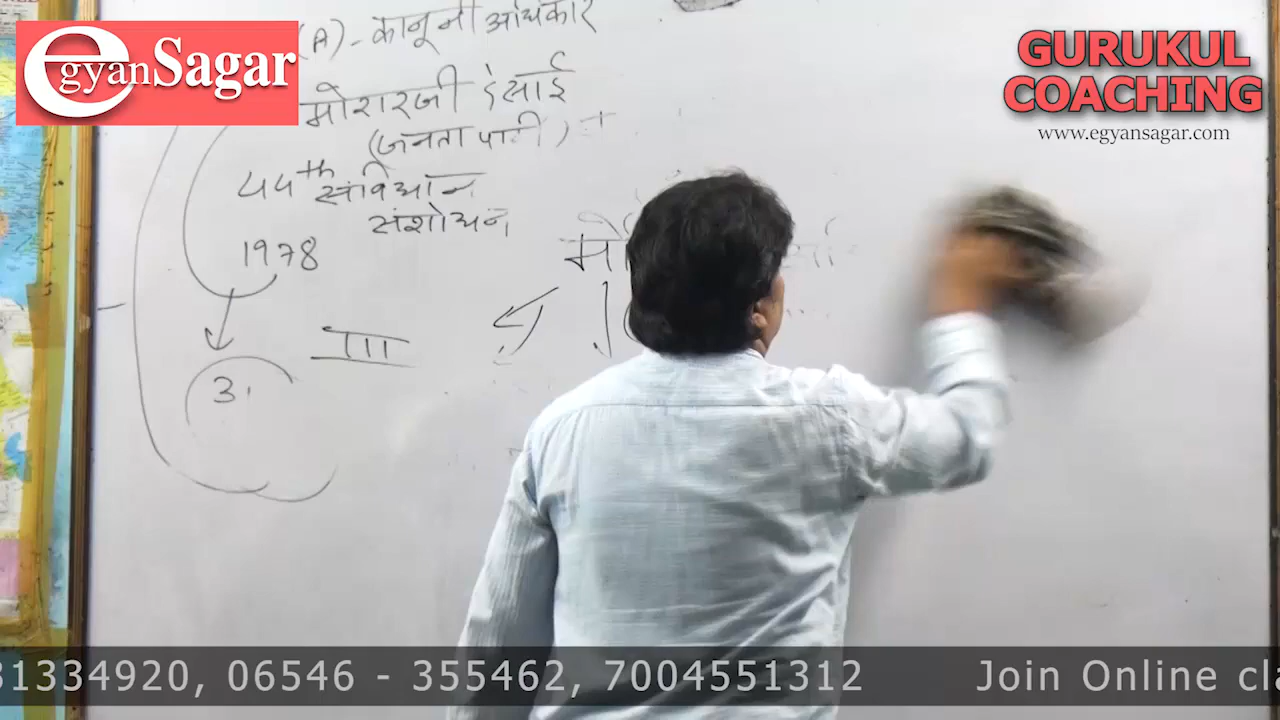 egyanSagar
GURUKUL
COACHING
www.egyansagar.com
(A) - कानूनी अधिकार
मोरारजी देसाई
(जनता पार्टी)
44th संविधान
संशोधन
1978
III
31334920, 06546 - 355462, 7004551312 Join Online cla